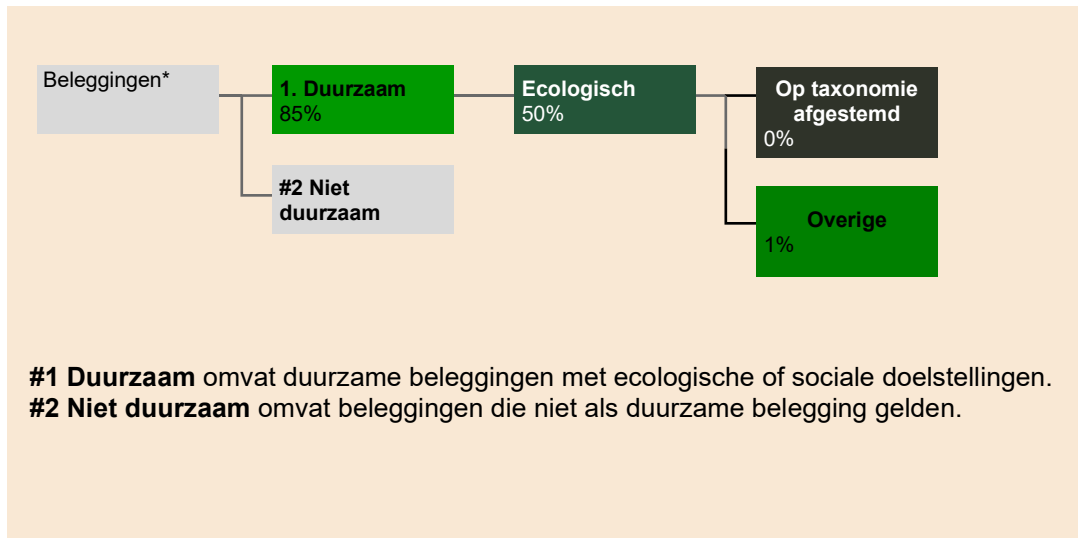 Beleggingen*
1. Duurzaam
85%
Ecologisch
50%
Op taxonomie
afgestemd
0%
#2 Niet
duurzaam
Overige
1%
#1 Duurzaam omvat duurzame beleggingen met ecologische of sociale doelstellingen.
#2 Niet duurzaam omvat beleggingen die niet als duurzame belegging gelden.